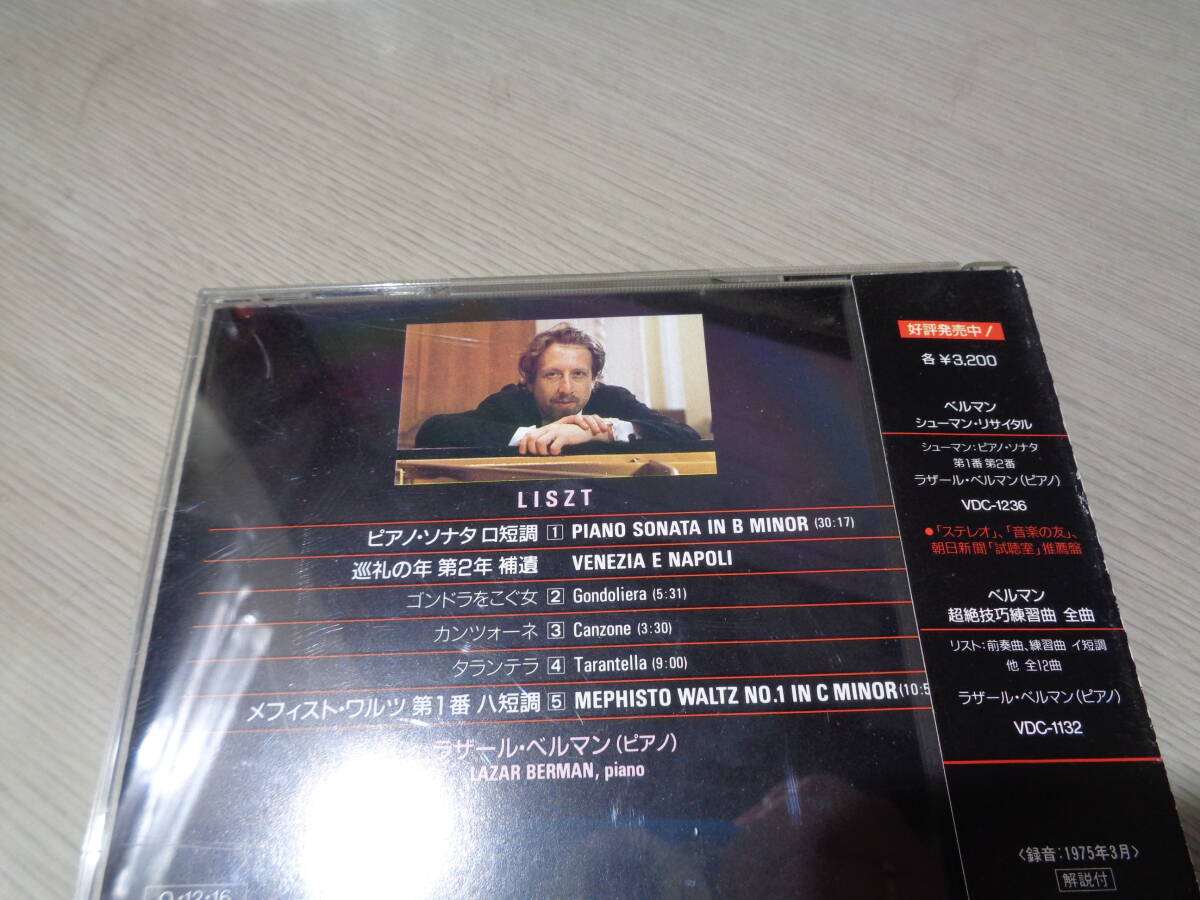 LISZT
ピアノ・ソナタ ロ短調 1 PIANO SONATA IN B MINOR (30:17)
巡礼の年 第2年 補遺 VENEZIA E NAPOLI
ゴンドラをこぐ女 2 Gondoliera (5:31)
カンツォーネ 3 Canzone (3:30)
タランテラ 4 Tarantella (9:00)
メフィスト・ワルツ 第1番 ハ短調 5 MEPHISTO WALTZ NO.1 IN C MINOR (10:5
ラザール・ベルマン(ピアノ)
LAZAR BERMAN, piano
好評発売中!
各¥3,200
ベルマン
シューマン・リサイタル
シューマン:ピアノ・ソナタ
第1番 第2番
ラザール・ベルマン(ピアノ)
VDC-1236
●「ステレオ」、「音楽の友」、
朝日新聞「試聴室」推薦盤
ベルマン
超絶技巧練習曲 全曲
リスト:前奏曲、練習曲 イ短調
他 全12曲
ラザール・ベルマン(ピアノ)
VDC-1132
〈録音:1975年3月〉
解説付